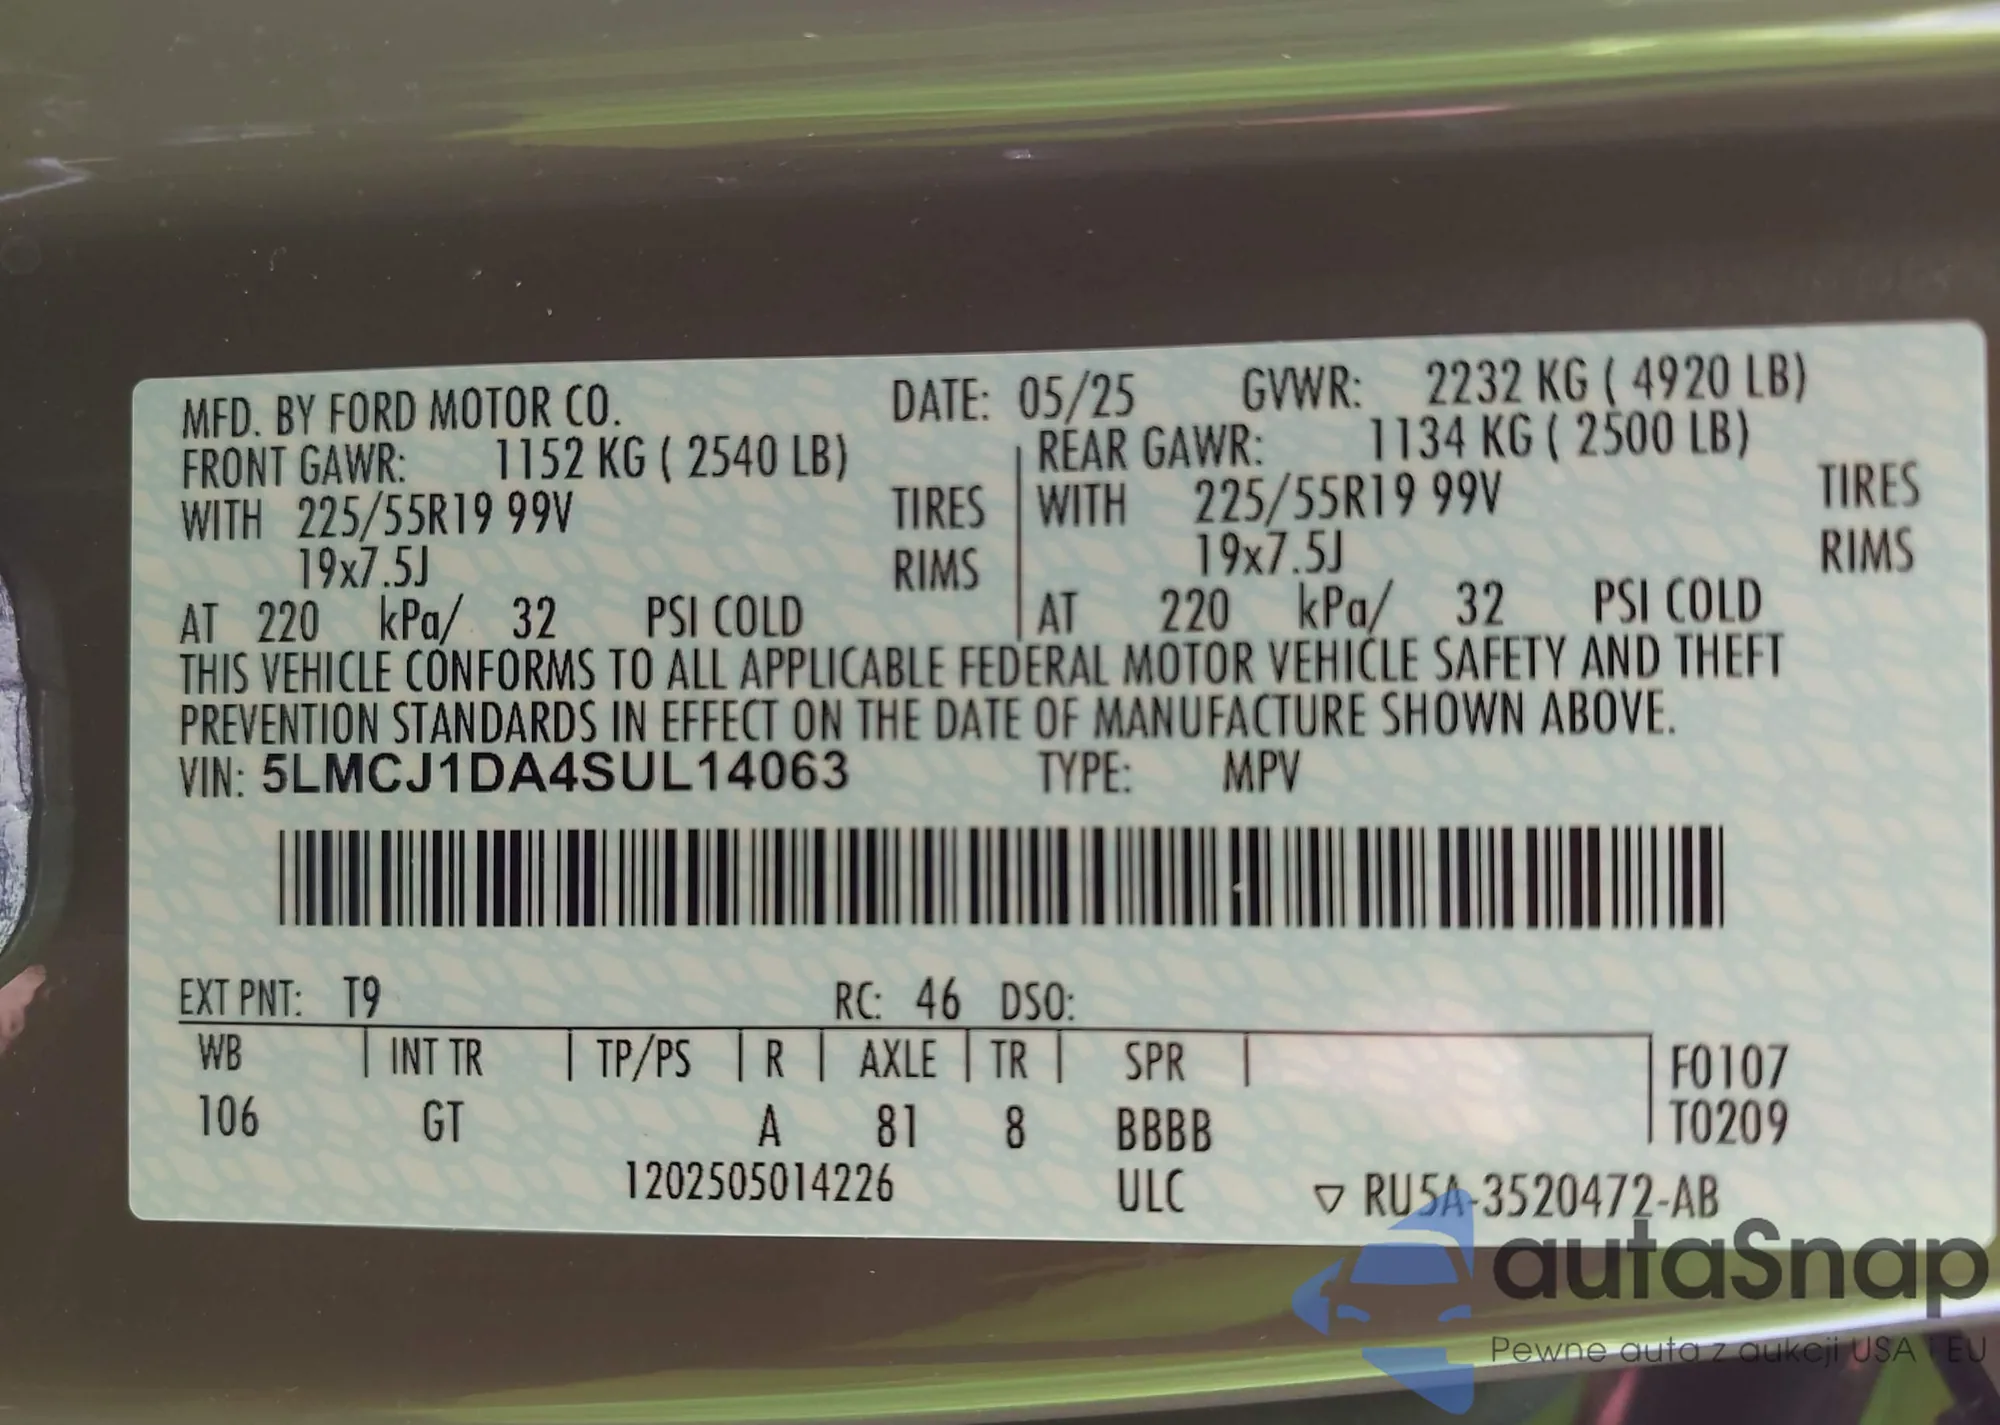 MFD. BY FORD MOTOR CO. DATE: 05/25 GVWR: 2232 KG ( 4920 LB)
FRONT GAWR: 1152 KG ( 2540 LB) REAR GAWR: 1134 KG ( 2500 LB)
WITH 225/55R19 99V TIRES WITH 225/55R19 99V TIRES
19x7.5J RIMS 19x7.5J RIMS
AT 220 kPa/ 32 PSI COLD AT 220 kPa/ 32 PSI COLD
THIS VEHICLE CONFORMS TO ALL APPLICABLE FEDERAL MOTOR VEHICLE SAFETY AND THEFT
PREVENTION STANDARDS IN EFFECT ON THE DATE OF MANUFACTURE SHOWN ABOVE.
VIN: 5LMCJ1DA4SUL14063 TYPE: MPV
EXT PNT: T9 RC: 46 DSO:
WB INT TR TP/PS R AXLE TR SPR F0107
106 GT A 81 8 BBBB T0209
1202505014226 ULC ▽ RU5A-3520472-AB
autaSnap
Pewne auta z aukcji USA i EU